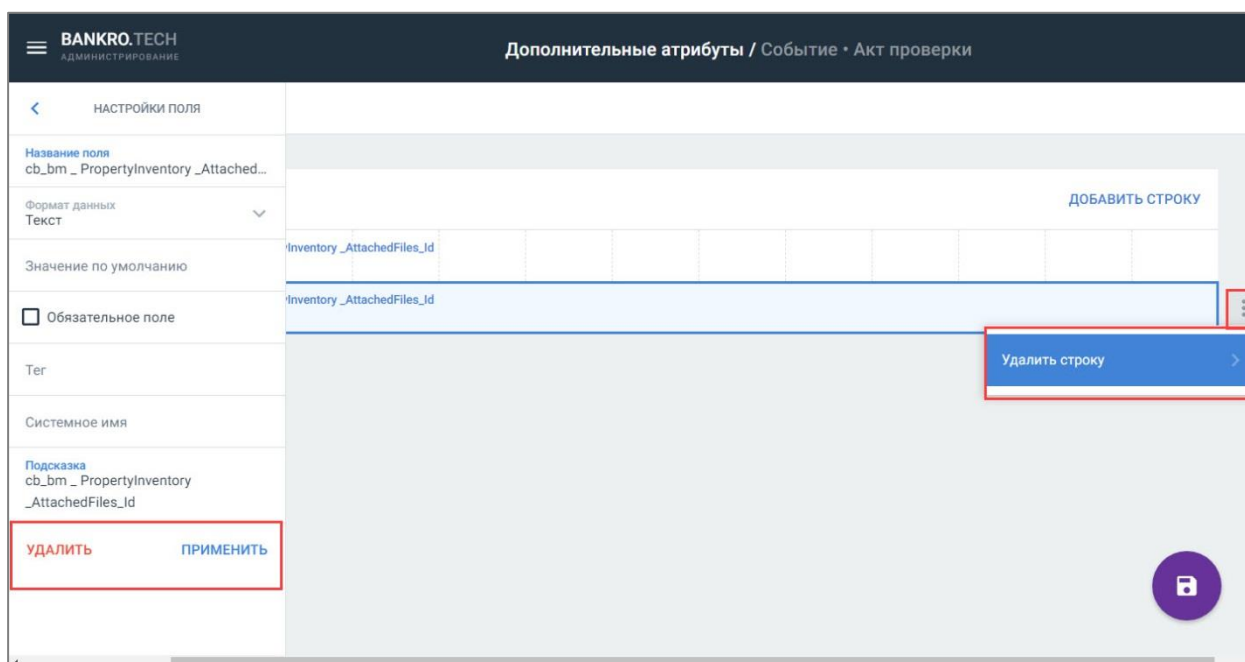 BANKRO.TECH
АДМИНИСТРИРОВАНИЕ
Дополнительные атрибуты / Событие • Акт проверки
НАСТРОЙКИ ПОЛЯ
Название поля
cb_bm _ PropertyInventory _Attached...
Формат данных
Текст
Значение по умолчанию
Обязательное поле
Тег
Системное имя
Подсказка
cb_bm _ PropertyInventory
_AttachedFiles_Id
УДАЛИТЬ ПРИМЕНИТЬ
ДОБАВИТЬ СТРОКУ
Inventory _AttachedFiles_Id
Inventory _AttachedFiles_Id
Удалить строку